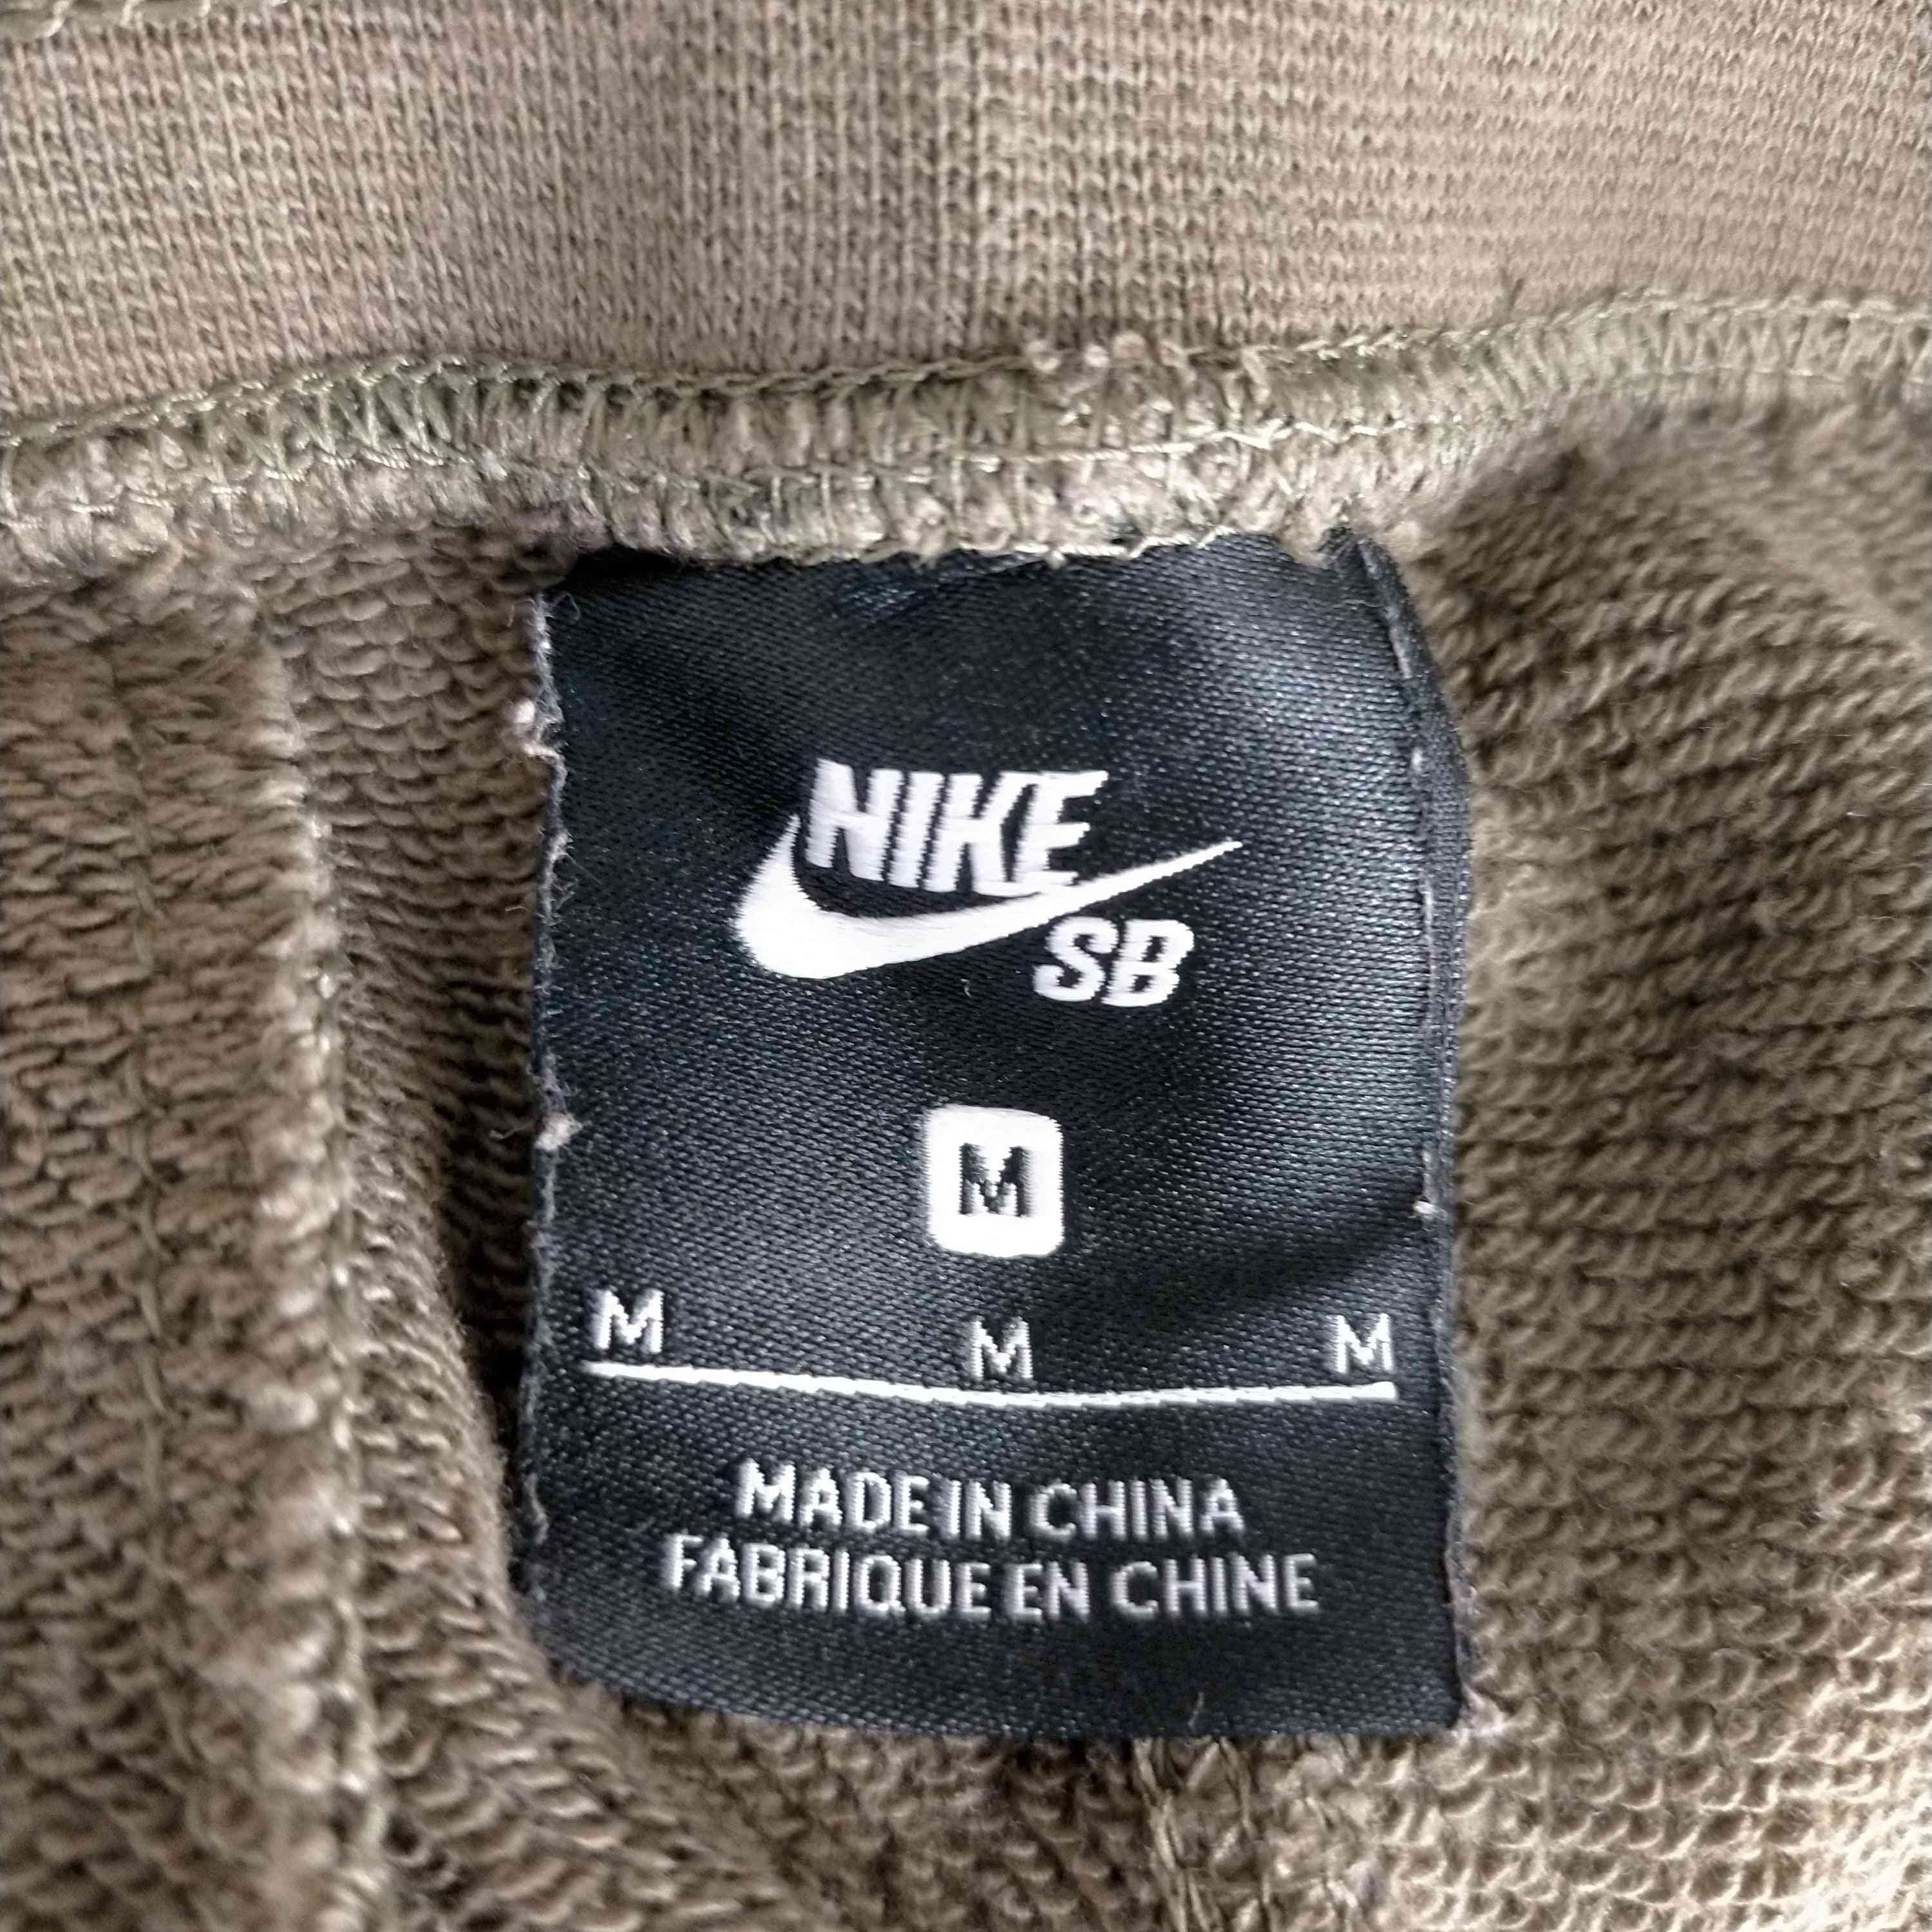 NIKE
SB
M
M M M
MADE IN CHINA
FABRIQUE EN CHINE